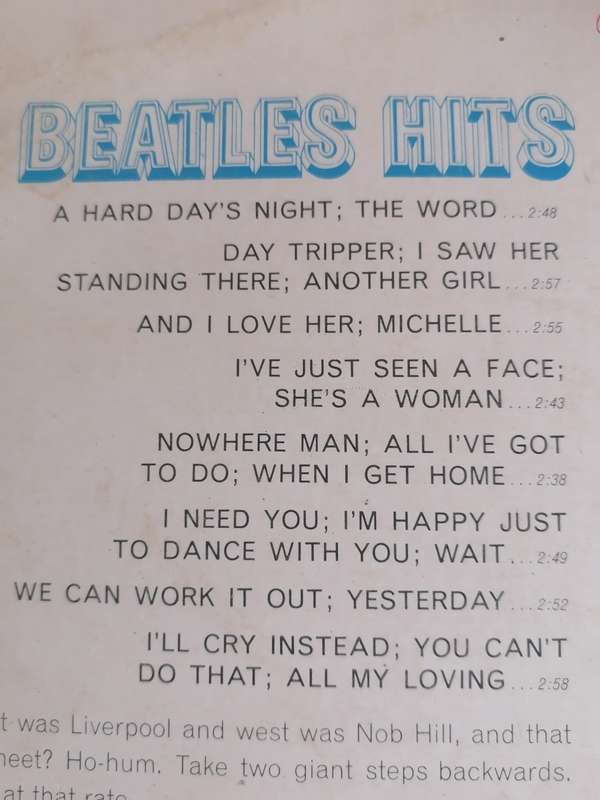 BEATLES HITS
A HARD DAY'S NIGHT; THE WORD...2:48
DAY TRIPPER; I SAW HER
STANDING THERE; ANOTHER GIRL...2:57
AND I LOVE HER; MICHELLE...2:55
I'VE JUST SEEN A FACE;
SHE'S A WOMAN...2:43
NOWHERE MAN; ALL I'VE GOT
TO DO; WHEN I GET HOME...2:38
I NEED YOU; I'M HAPPY JUST
TO DANCE WITH YOU; WAIT...2:49
WE CAN WORK IT OUT; YESTERDAY...2:52
I'LL CRY INSTEAD; YOU CAN'T
DO THAT; ALL MY LOVING...2:58
was Liverpool and west was Nob Hill, and that
Ho-hum. Take two giant steps backwards.
at that rate